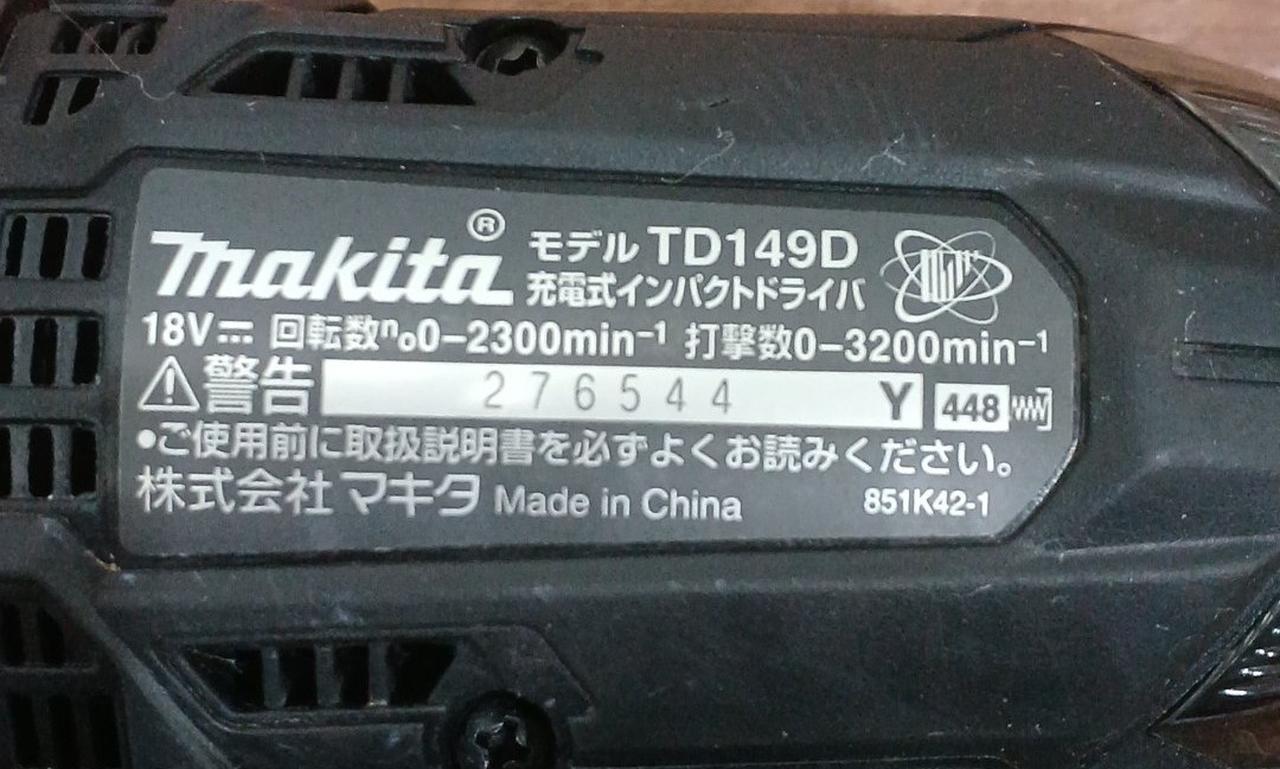 makita® モデル TD149D
充電式インパクトドライバ
18V⎓ 回転数n₀0-2300min⁻¹ 打撃数0-3200min⁻¹
⚠警告 276544 Y 448
●ご使用前に取扱説明書を必ずよくお読みください。
株式会社マキタ Made in China 851K42-1